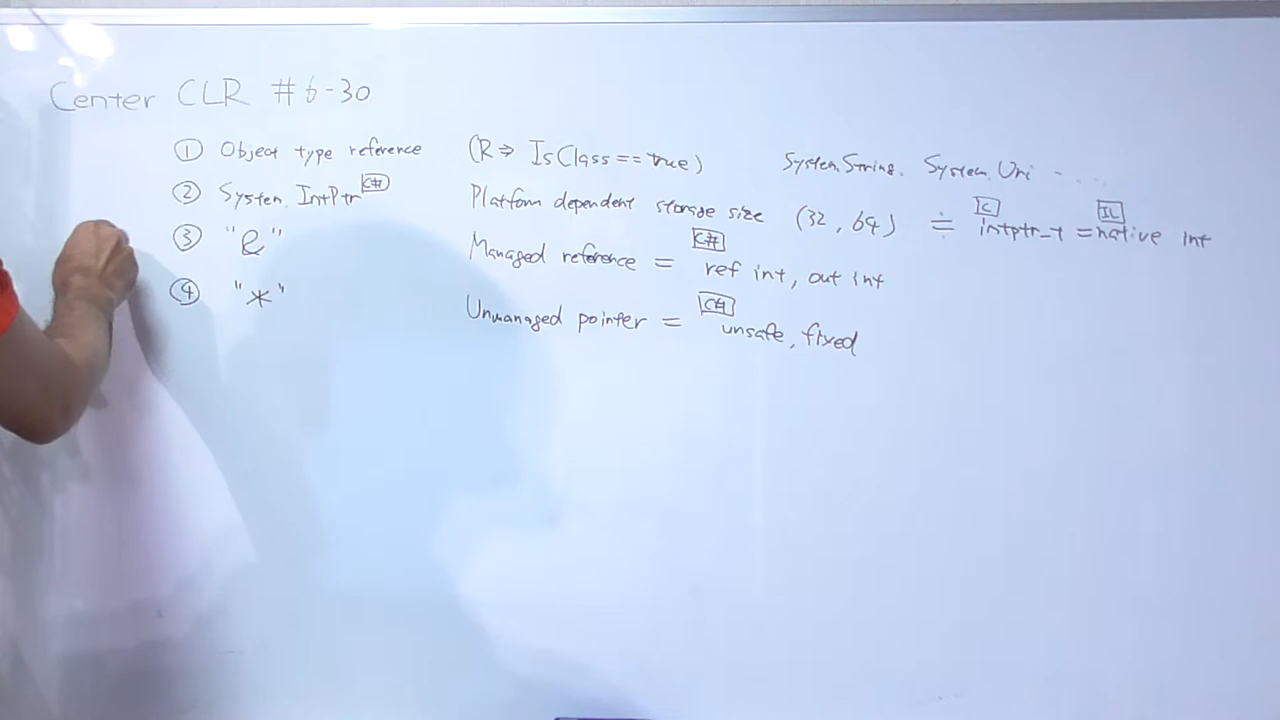 Center CLR #6-30
① Object type reference (R ⇒ IsClass == true) System.String. System.Uri ....
② System.IntPtr C# Platform dependent storage size (32, 64) ≒ C intptr_t = IL native int
③ "&" Managed reference = C# ref int, out int
④ "*" Unmanaged pointer = C# unsafe, fixed